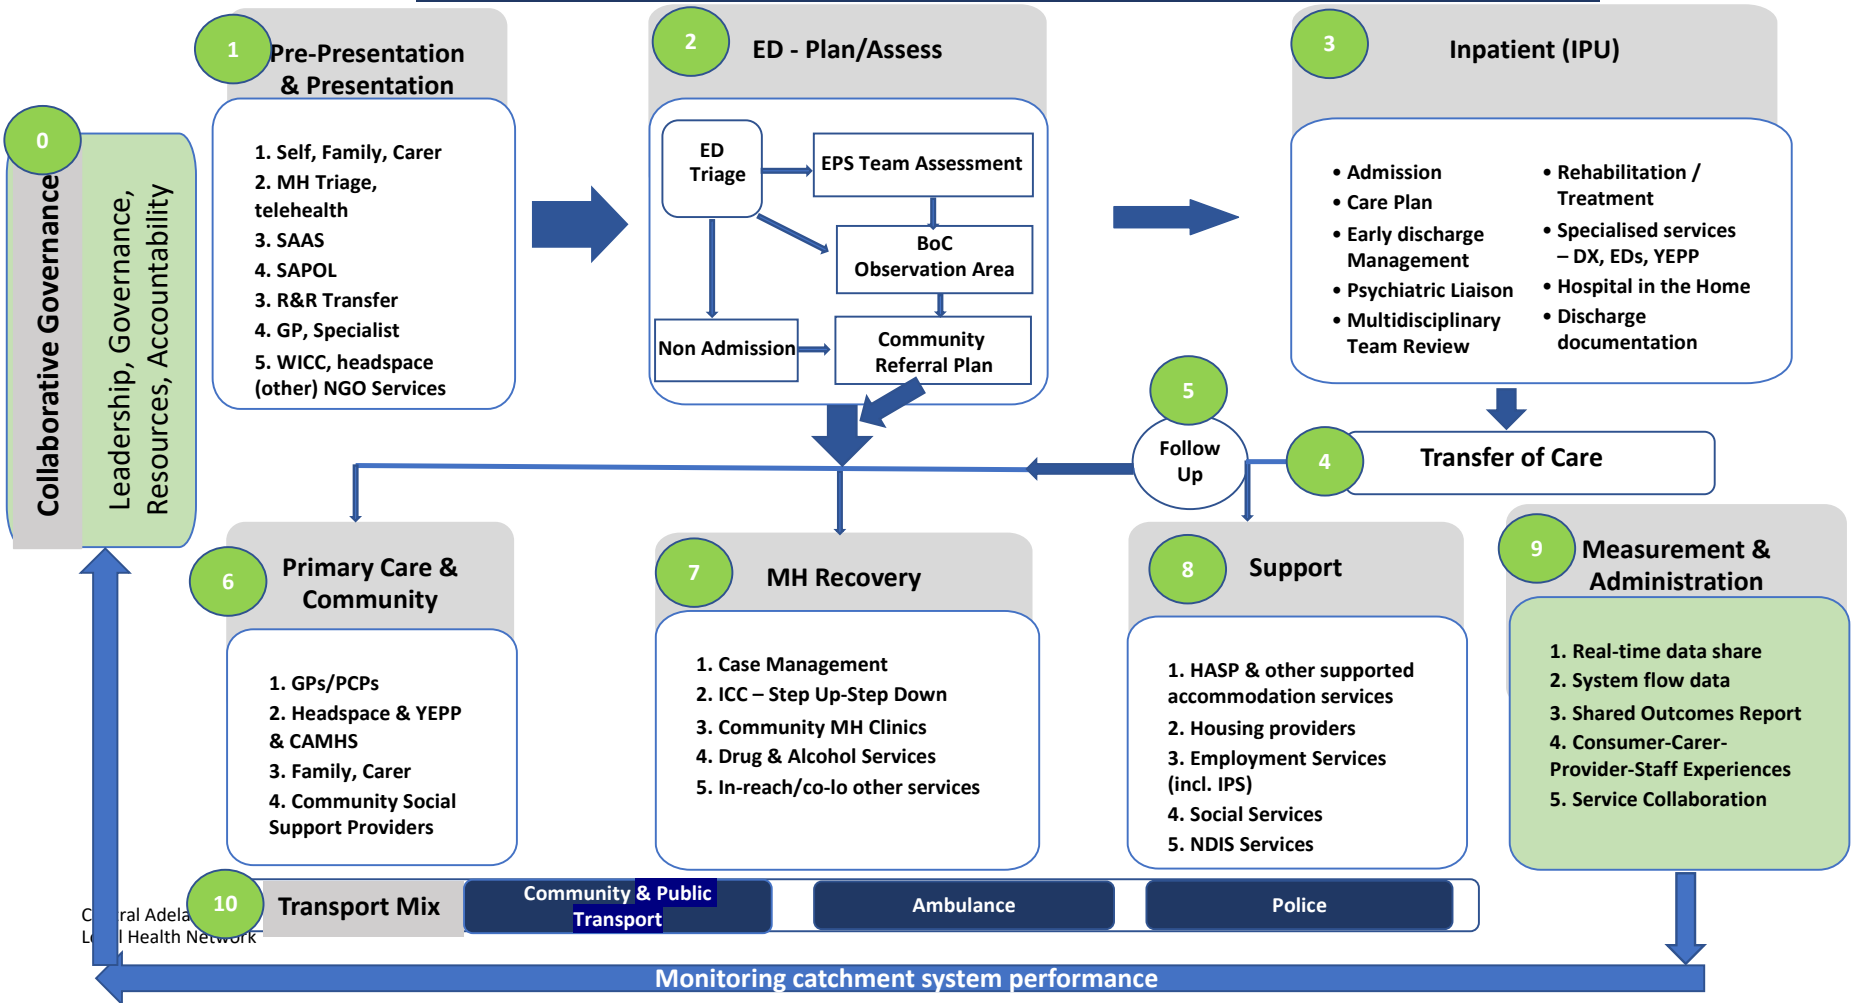 0
Collaborative Governance
Leadership, Governance,
Resources, Accountability
1
Pre-Presentation
& Presentation
1. Self, Family, Carer
2. MH Triage,
telehealth
3. SAAS
4. SAPOL
3. R&R Transfer
4. GP, Specialist
5. WICC, headspace
(other) NGO Services
2
ED - Plan/Assess
ED
Triage
EPS Team Assessment
BoC
Observation Area
Non Admission
Community
Referral Plan
3
Inpatient (IPU)
• Admission
• Care Plan
• Early discharge
Management
• Psychiatric Liaison
• Multidisciplinary
Team Review
• Rehabilitation /
Treatment
• Specialised services
– DX, EDs, YEPP
• Hospital in the Home
• Discharge
documentation
5
Follow
Up
4
Transfer of Care
6
Primary Care &
Community
1. GPs/PCPs
2. Headspace & YEPP
& CAMHS
3. Family, Carer
4. Community Social
Support Providers
7
MH Recovery
1. Case Management
2. ICC – Step Up-Step Down
3. Community MH Clinics
4. Drug & Alcohol Services
5. In-reach/co-lo other services
8
Support
1. HASP & other supported
accommodation services
2. Housing providers
3. Employment Services
(incl. IPS)
4. Social Services
5. NDIS Services
9
Measurement &
Administration
1. Real-time data share
2. System flow data
3. Shared Outcomes Report
4. Consumer-Carer-
Provider-Staff Experiences
5. Service Collaboration
10
Transport Mix
Community & Public
Transport
Ambulance
Police
Health Network
Monitoring catchment system performance